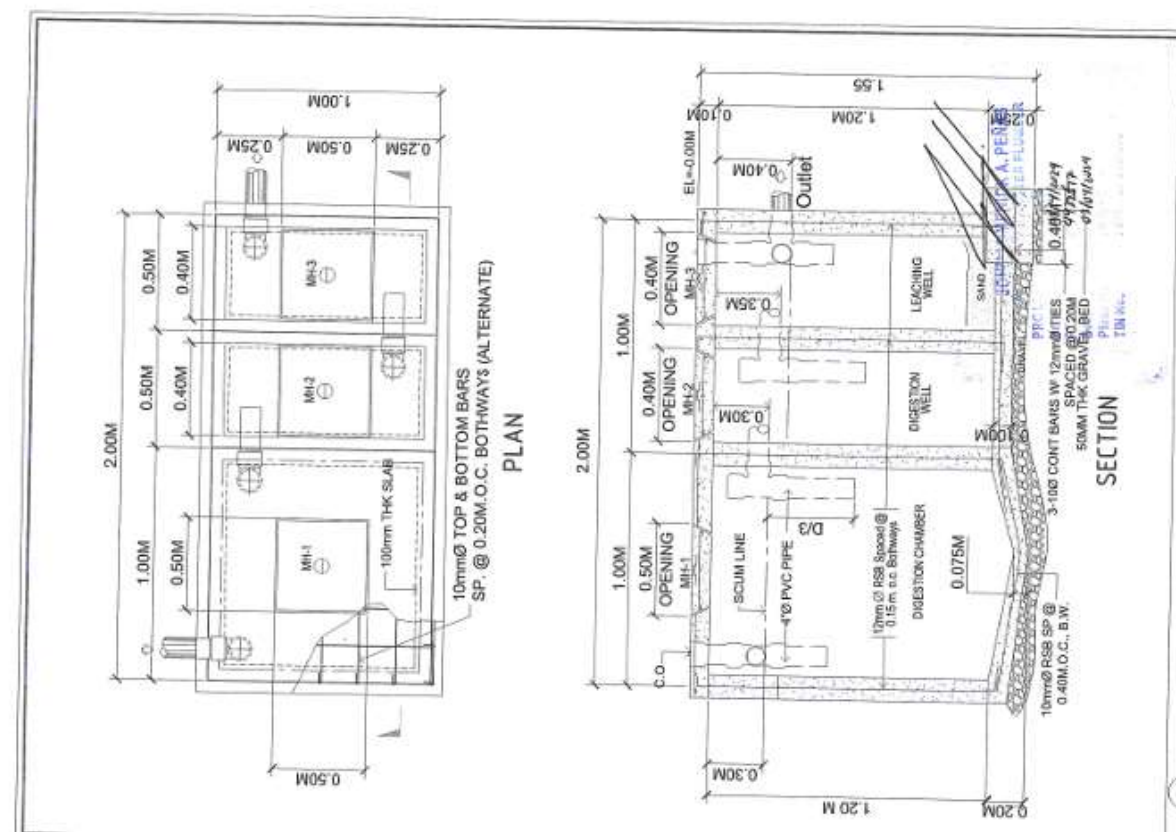 2.00M
1.00M
0.50M
0.50M
0.50M
0.40M
0.40M
0.50M
0.25M
0.50M
0.25M
1.00M
MH-1
MH-2
MH-3
100mm THK SLAB
10mmØ TOP & BOTTOM BARS
SP. @ 0.20M.O.C. BOTHWAYS (ALTERNATE)
PLAN
2.00M
1.00M
1.00M
0.50M
OPENING
MH-1
0.40M
OPENING
MH-2
0.40M
OPENING
MH-3
EL=-0.00M
C.O
0.30M
1.20 M
0.20M
SCUM LINE
4"Ø PVC PIPE
D/3
0.30M
0.35M
0.40M
Outlet
0.10M
1.20M
0.25M
1.55
12mm Ø RSB Spaced @
0.15 m. o.c. Bothways
DIGESTION CHAMBER
DIGESTION
WELL
LEACHING
WELL
SAND
GRAVEL
0.075M
0.100M
10mmØ RSB SP @
0.40M.O.C., B.W.
3-10Ø CONT BARS W/ 12mmØ TIES
SPACED @ 0.20M
50MM THK GRAVEL BED
SECTION
A. PEÑAS